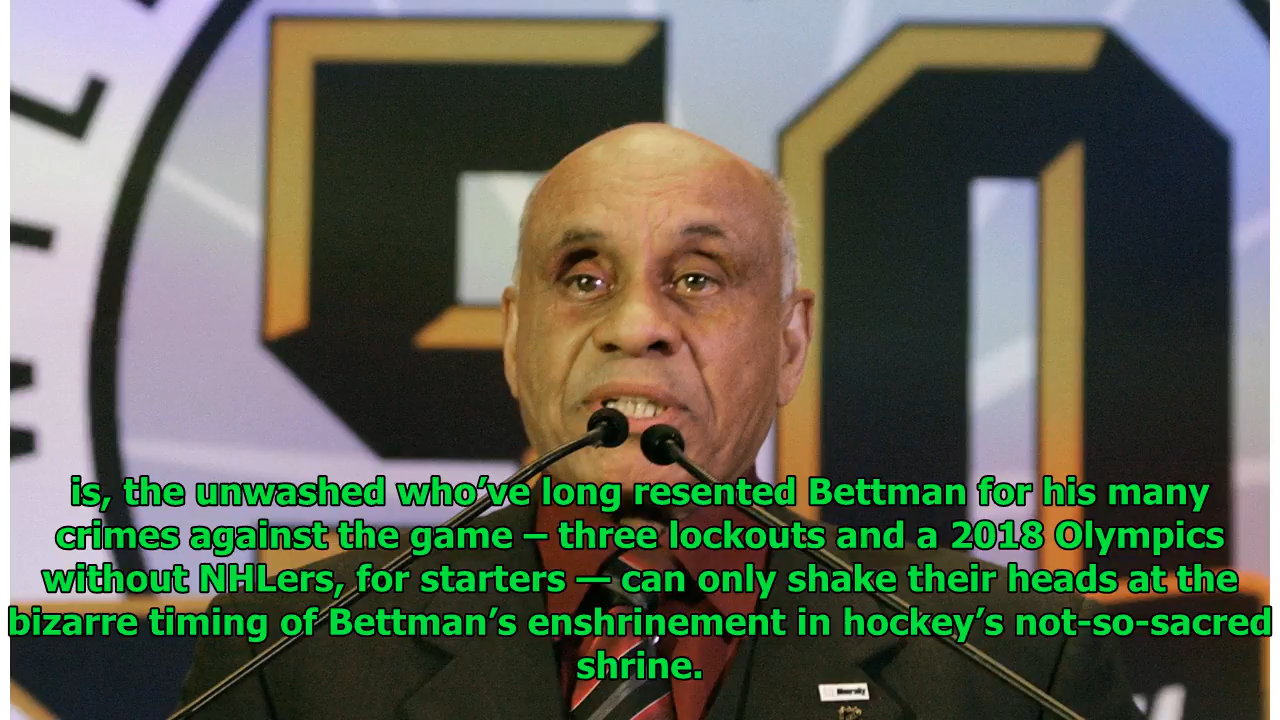 50
is, the unwashed who’ve long resented Bettman for his many
crimes against the game – three lockouts and a 2018 Olympics
without NHLers, for starters — can only shake their heads at the
bizarre timing of Bettman’s enshrinement in hockey’s not-so-sacred
shrine.